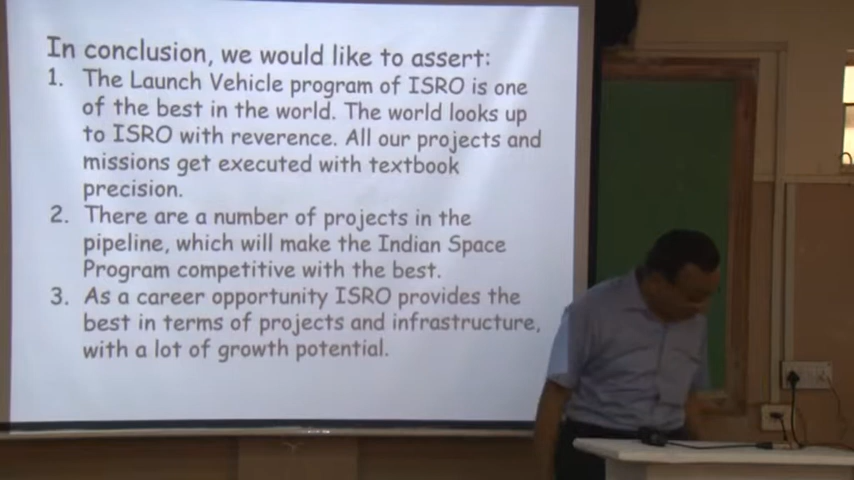 In conclusion, we would like to assert:
1. The Launch Vehicle program of ISRO is one
of the best in the world. The world looks up
to ISRO with reverence. All our projects and
missions get executed with textbook
precision.
2. There are a number of projects in the
pipeline, which will make the Indian Space
Program competitive with the best.
3. As a career opportunity ISRO provides the
best in terms of projects and infrastructure,
with a lot of growth potential.